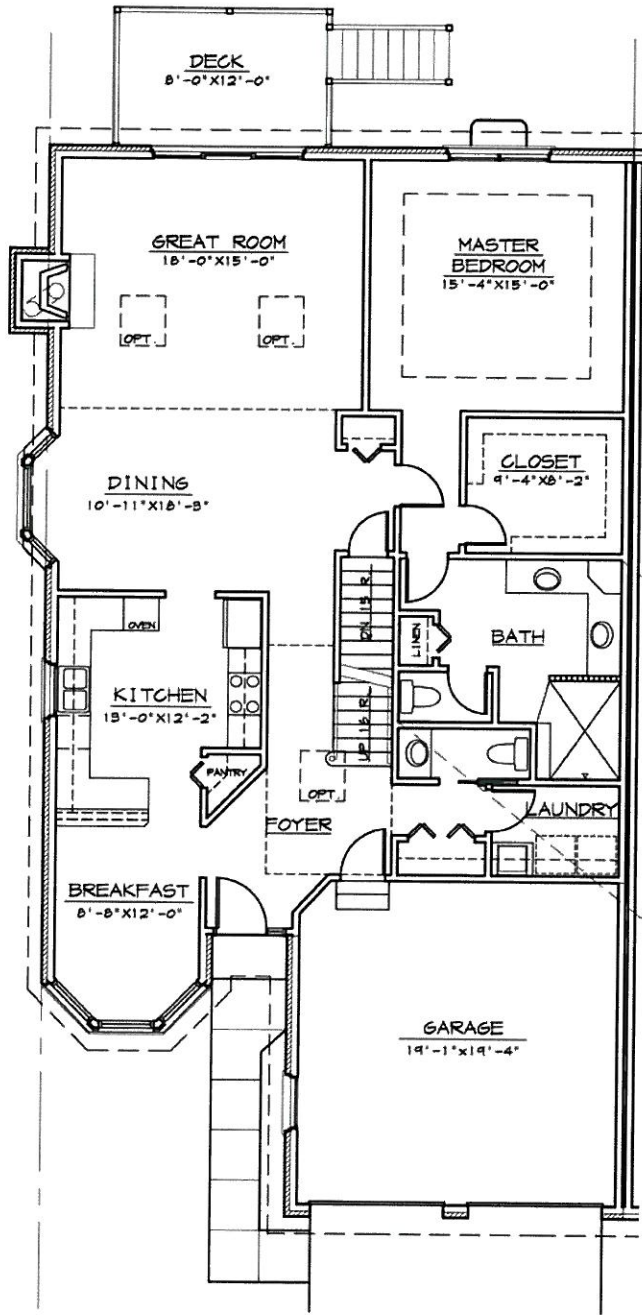 DECK
8'-0"X12'-0"
GREAT ROOM
18'-0"X15'-0"
MASTER
BEDROOM
15'-4"X15'-0"
OPT.
OPT.
CLOSET
9'-4"X8'-2"
DINING
10'-11"X18'-3"
OVEN
DN 15 R.
LINEN
BATH
KITCHEN
13'-0"X12'-2"
UP 16 R.
PANTRY
OPT.
FOYER
LAUNDRY
BREAKFAST
8'-8"X12'-0"
GARAGE
19'-1"X19'-4"